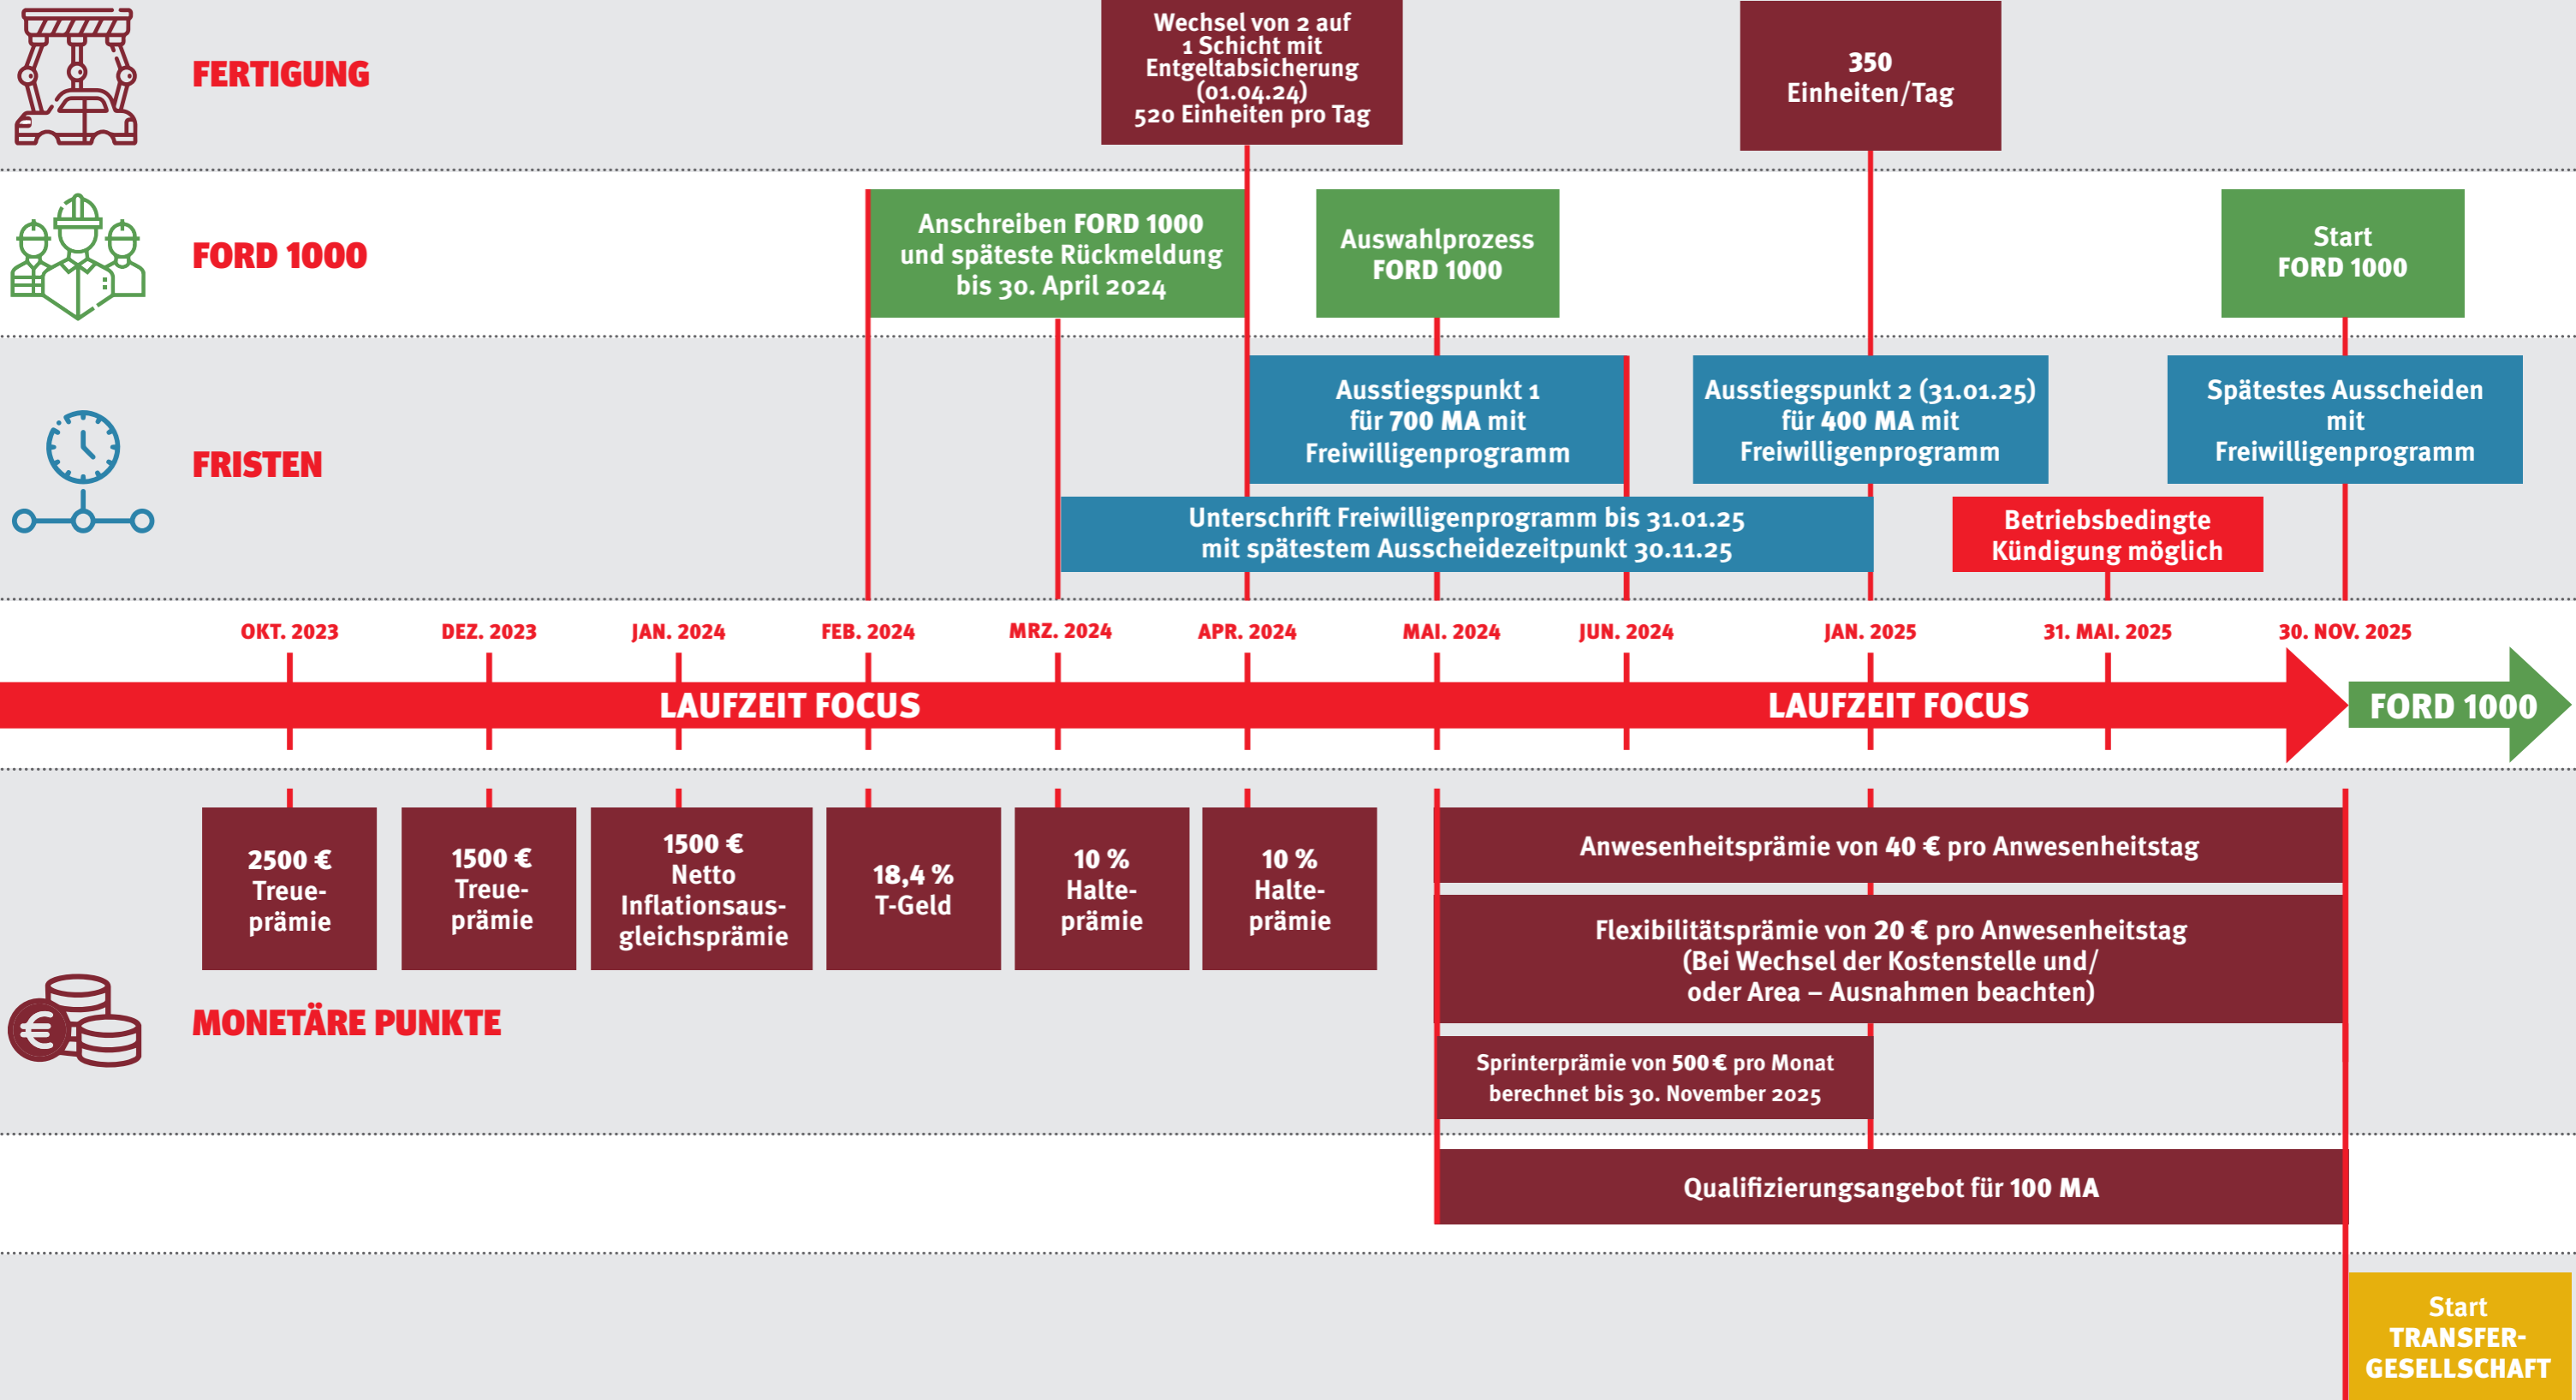 FERTIGUNG
Wechsel von 2 auf
1 Schicht mit
Entgeltabsicherung
(01.04.24)
520 Einheiten pro Tag
350
Einheiten/Tag
FORD 1000
Anschreiben FORD 1000
und späteste Rückmeldung
bis 30. April 2024
Auswahlprozess
FORD 1000
Start
FORD 1000
FRISTEN
Ausstiegspunkt 1
für 700 MA mit
Freiwilligenprogramm
Ausstiegspunkt 2 (31.01.25)
für 400 MA mit
Freiwilligenprogramm
Spätestes Ausscheiden
mit
Freiwilligenprogramm
Unterschrift Freiwilligenprogramm bis 31.01.25
mit spätestem Ausscheidezeitpunkt 30.11.25
Betriebsbedingte
Kündigung möglich
OKT. 2023
DEZ. 2023
JAN. 2024
FEB. 2024
MRZ. 2024
APR. 2024
MAI. 2024
JUN. 2024
JAN. 2025
31. MAI. 2025
30. NOV. 2025
LAUFZEIT FOCUS
LAUFZEIT FOCUS
FORD 1000
MONETÄRE PUNKTE
2500 €
Treue-
prämie
1500 €
Treue-
prämie
1500 €
Netto
Inflationsaus-
gleichsprämie
18,4 %
T-Geld
10 %
Halte-
prämie
10 %
Halte-
prämie
Anwesenheitsprämie von 40 € pro Anwesenheitstag
Flexibilitätsprämie von 20 € pro Anwesenheitstag
(Bei Wechsel der Kostenstelle und/
oder Area – Ausnahmen beachten)
Sprinterprämie von 500 € pro Monat
berechnet bis 30. November 2025
Qualifizierungsangebot für 100 MA
Start
TRANSFER-
GESELLSCHAFT